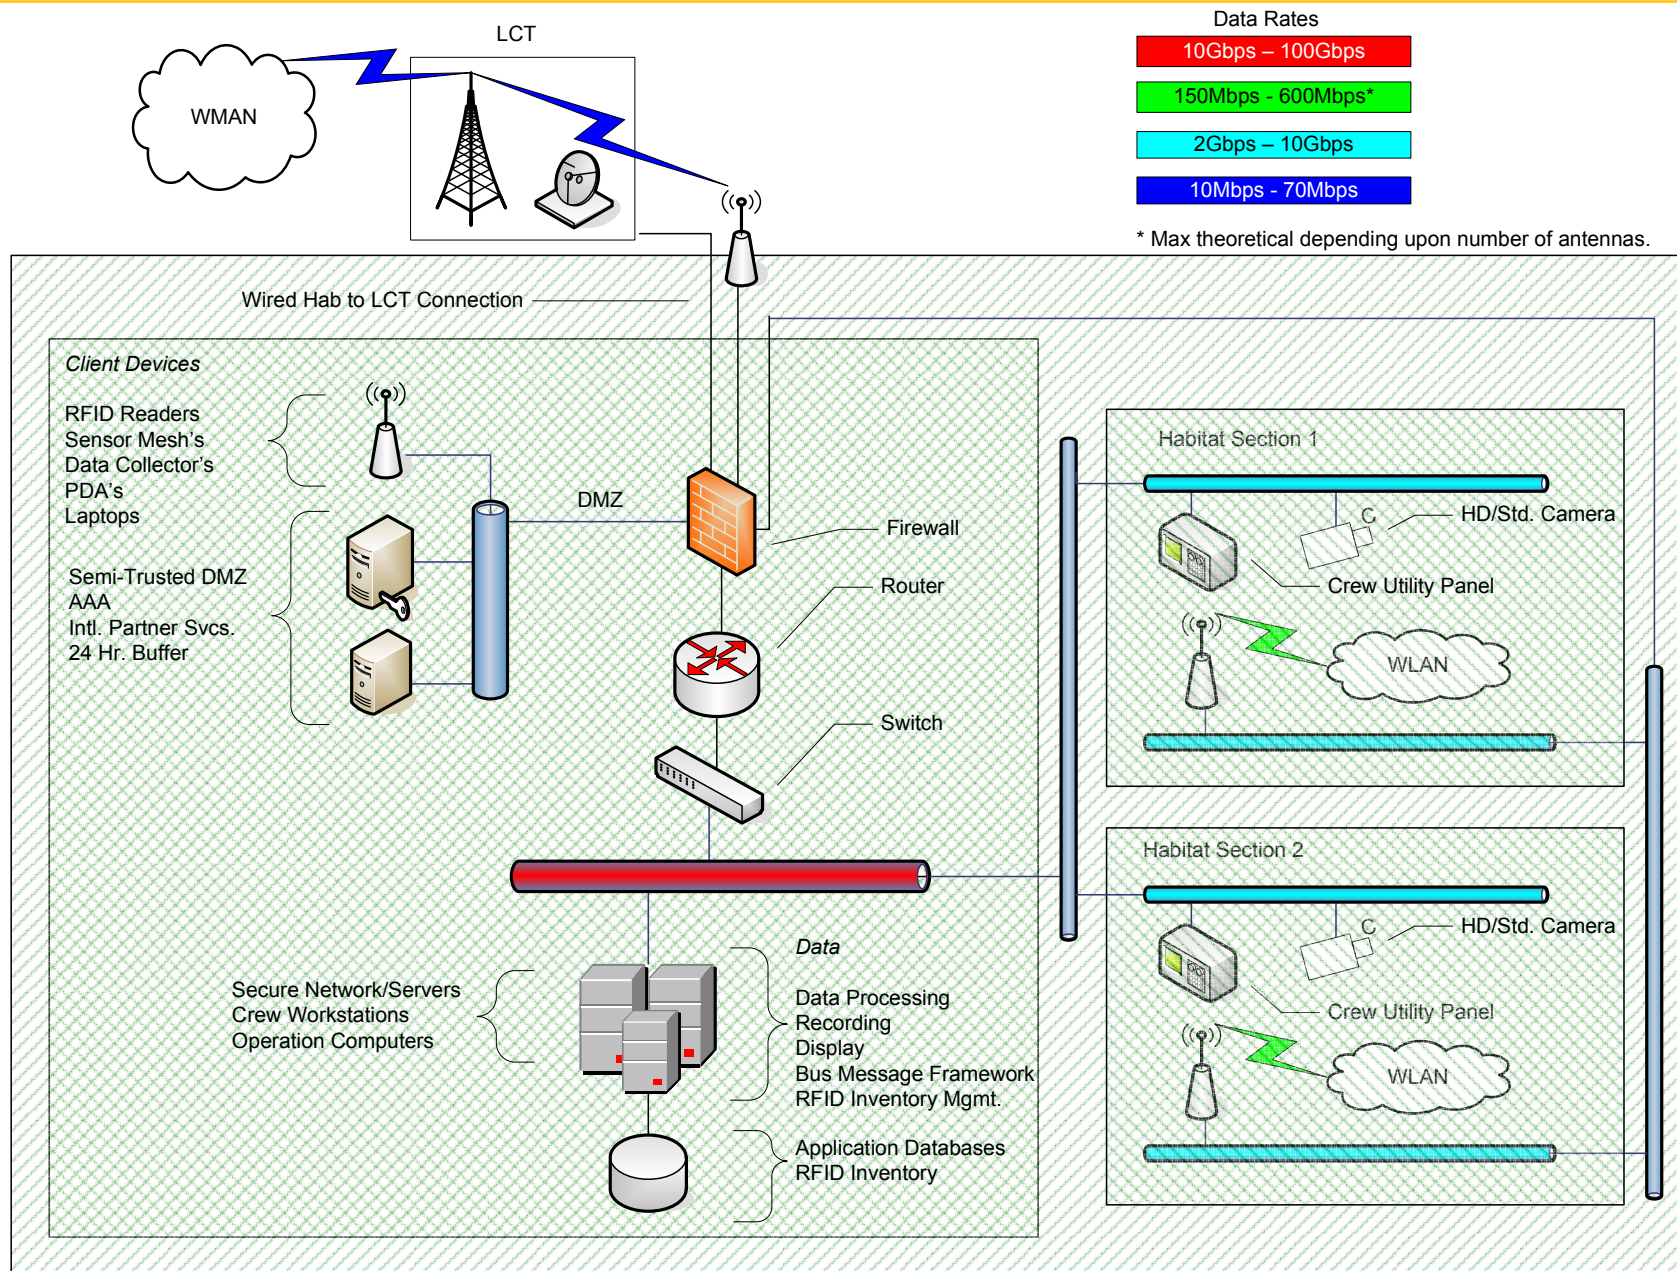 LCT
WMAN
Data Rates
10Gbps – 100Gbps
150Mbps - 600Mbps*
2Gbps – 10Gbps
10Mbps - 70Mbps
* Max theoretical depending upon number of antennas.
Wired Hab to LCT Connection
Client Devices
RFID Readers
Sensor Mesh's
Data Collector's
PDA's
Laptops
Semi-Trusted DMZ
AAA
Intl. Partner Svcs.
24 Hr. Buffer
DMZ
Firewall
Router
Switch
Secure Network/Servers
Crew Workstations
Operation Computers
Data
Data Processing
Recording
Display
Bus Message Framework
RFID Inventory Mgmt.
Application Databases
RFID Inventory
Habitat Section 1
C
HD/Std. Camera
Crew Utility Panel
WLAN
Habitat Section 2
C
HD/Std. Camera
Crew Utility Panel
WLAN